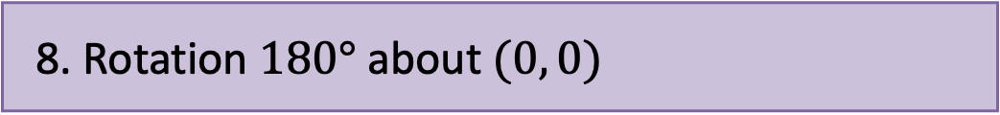 8. Rotation 180° about (0, 0)